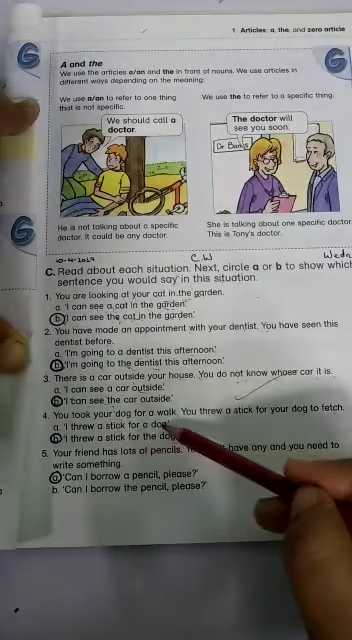 1 Articles: a, the, and zero article
A and the
We use the articles a/an and the in front of nouns. We use articles in
different ways depending on the meaning.
We use a/an to refer to one thing
that is not specific.
We use the to refer to a specific thing.
We should call a
doctor.
The doctor will
see you soon.
Dr Banks
He is not talking about a specific
doctor. It could be any doctor.
She is talking about one specific doctor.
This is Tony's doctor.
10-4-2019
C.W
Wedn
C. Read about each situation. Next, circle a or b to show which
sentence you would say in this situation.
1. You are looking at your cat in the garden.
a. 'I can see a cat in the garden.'
b. 'I can see the cat in the garden.'
2. You have made an appointment with your dentist. You have seen this
dentist before.
a. 'I'm going to a dentist this afternoon.'
b. 'I'm going to the dentist this afternoon.'
3. There is a car outside your house. You do not know whose car it is.
a. 'I can see a car outside.'
b. 'I can see the car outside.'
4. You took your dog for a walk. You threw a stick for your dog to fetch.
a. 'I threw a stick for a dog.'
b. 'I threw a stick for the dog
5. Your friend has lots of pencils. have any and you need to
write something.
a. 'Can I borrow a pencil, please?'
b. 'Can I borrow the pencil, please?'